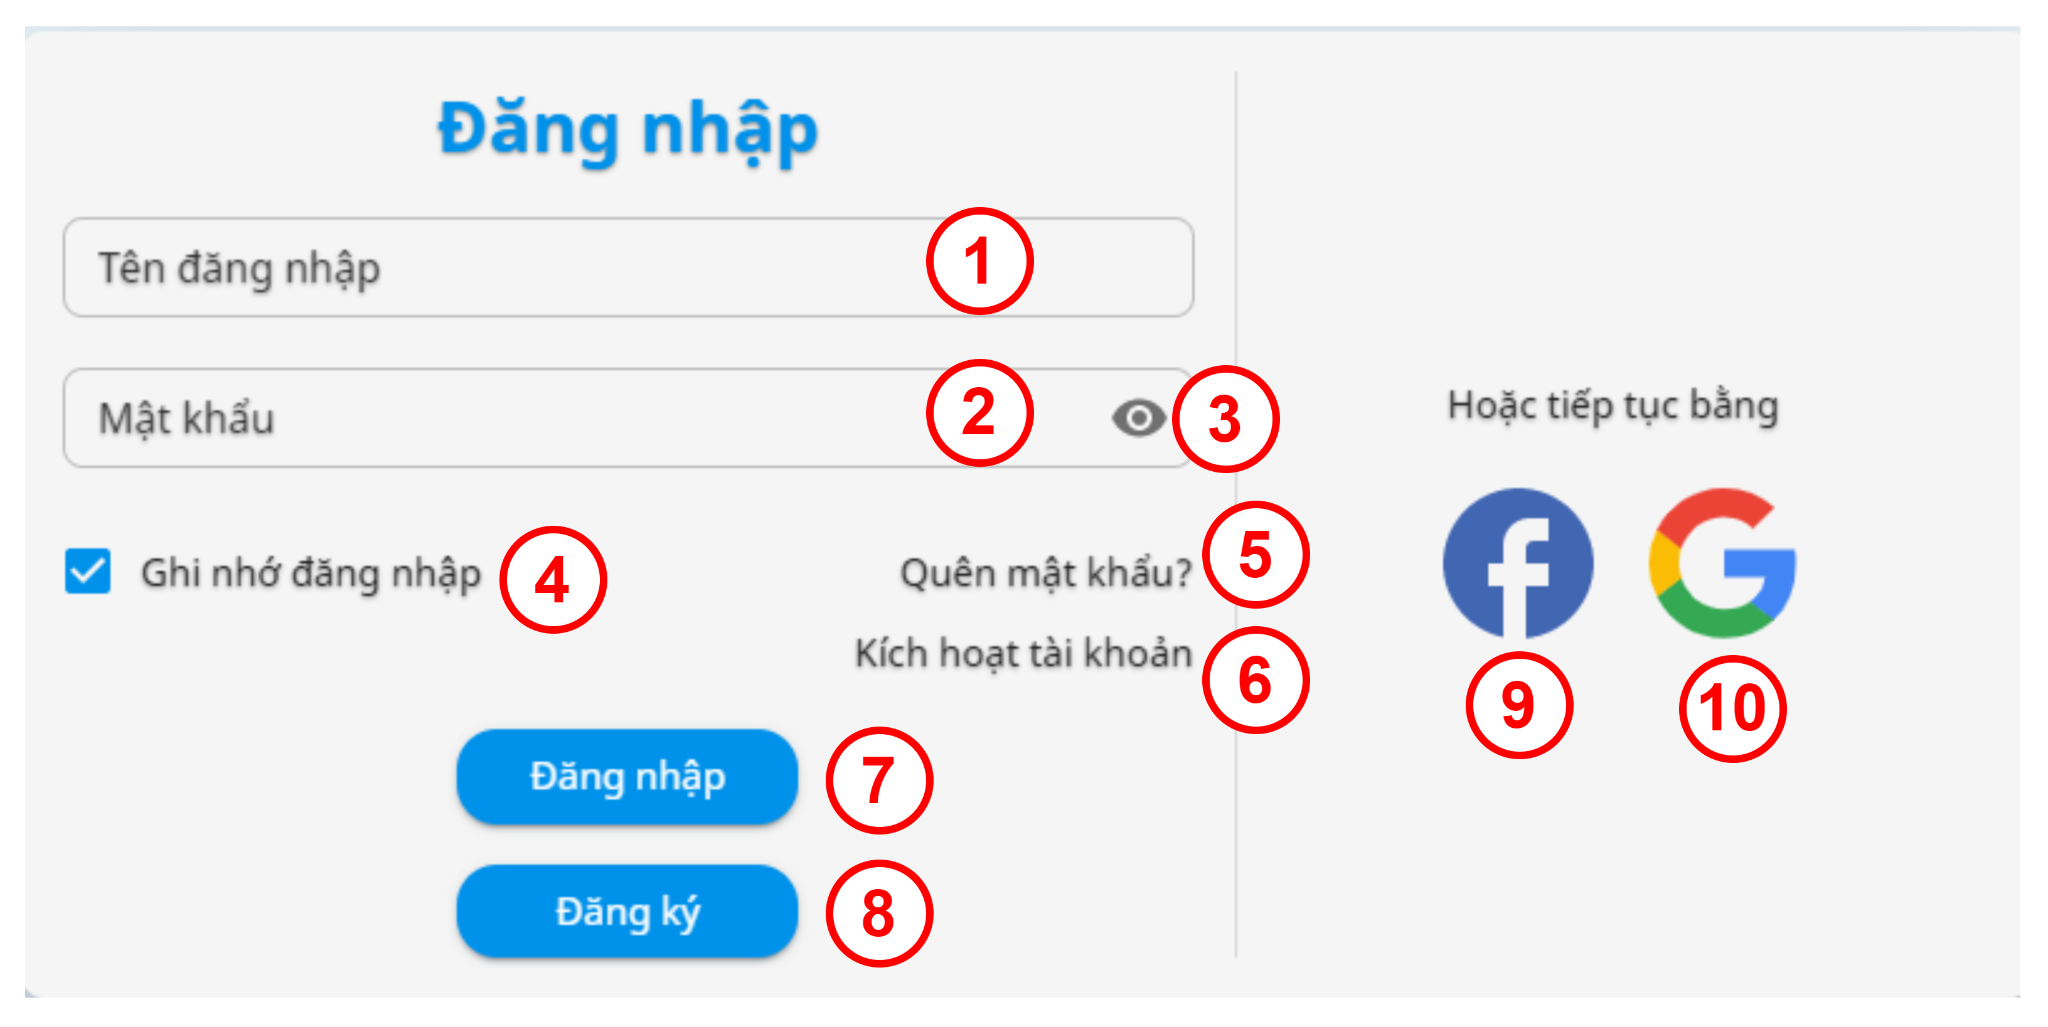 Đăng nhập
Tên đăng nhập 1
Mật khẩu 2 3
Ghi nhớ đăng nhập 4
Quên mật khẩu? 5
Kích hoạt tài khoản 6
Đăng nhập 7
Đăng ký 8
Hoặc tiếp tục bằng
f G
9 10